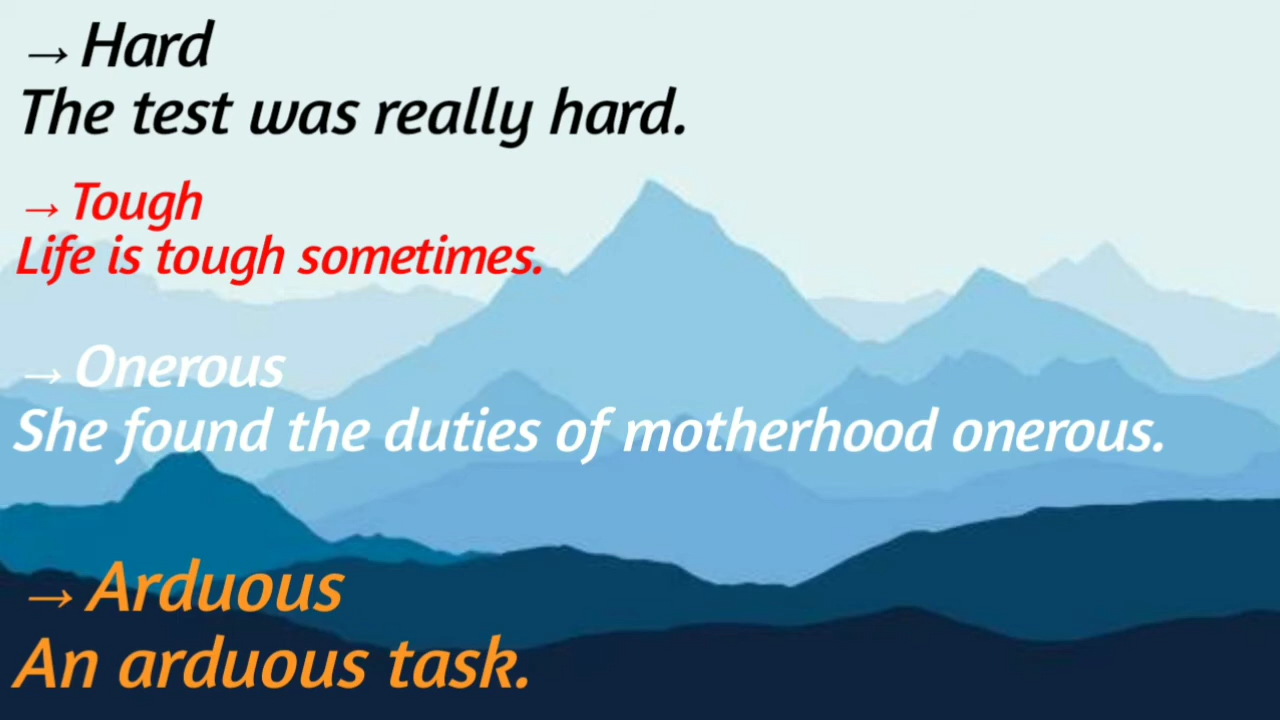 →Hard
The test was really hard.
→Tough
Life is tough sometimes.
→Onerous
She found the duties of motherhood onerous.
→Arduous
An arduous task.